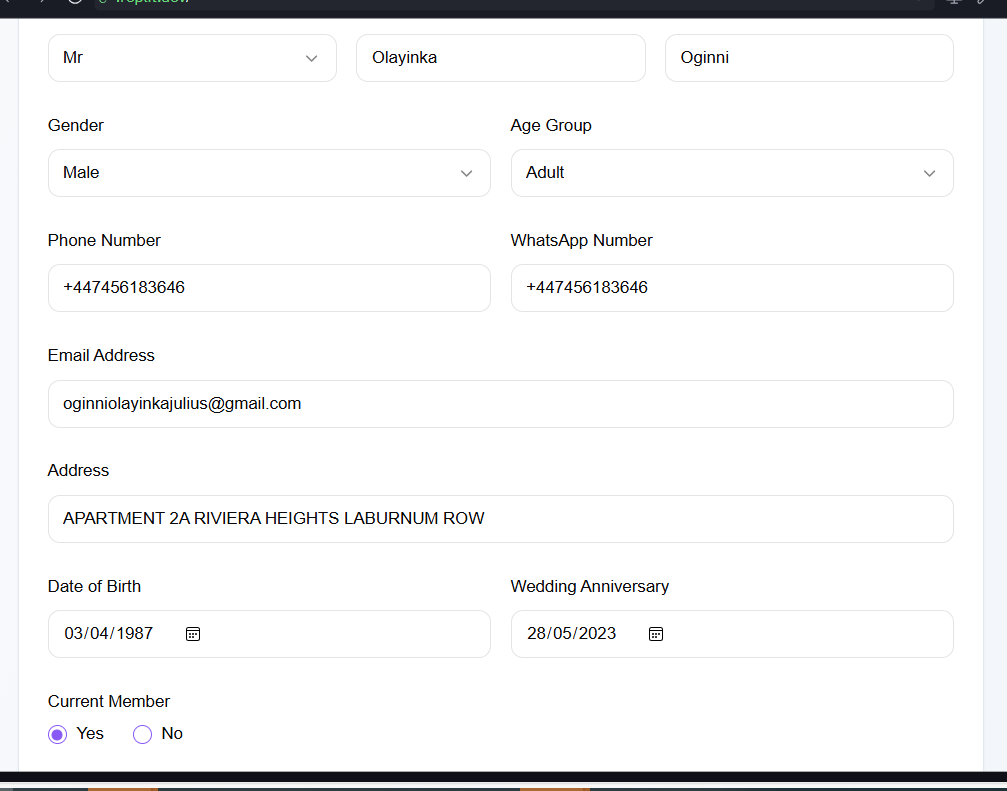 Mr Olayinka Oginni
Gender Age Group
Male Adult
Phone Number WhatsApp Number
+447456183646 +447456183646
Email Address
oginniolayinkajulius@gmail.com
Address
APARTMENT 2A RIVIERA HEIGHTS LABURNUM ROW
Date of Birth Wedding Anniversary
03/04/1987 28/05/2023
Current Member
Yes No